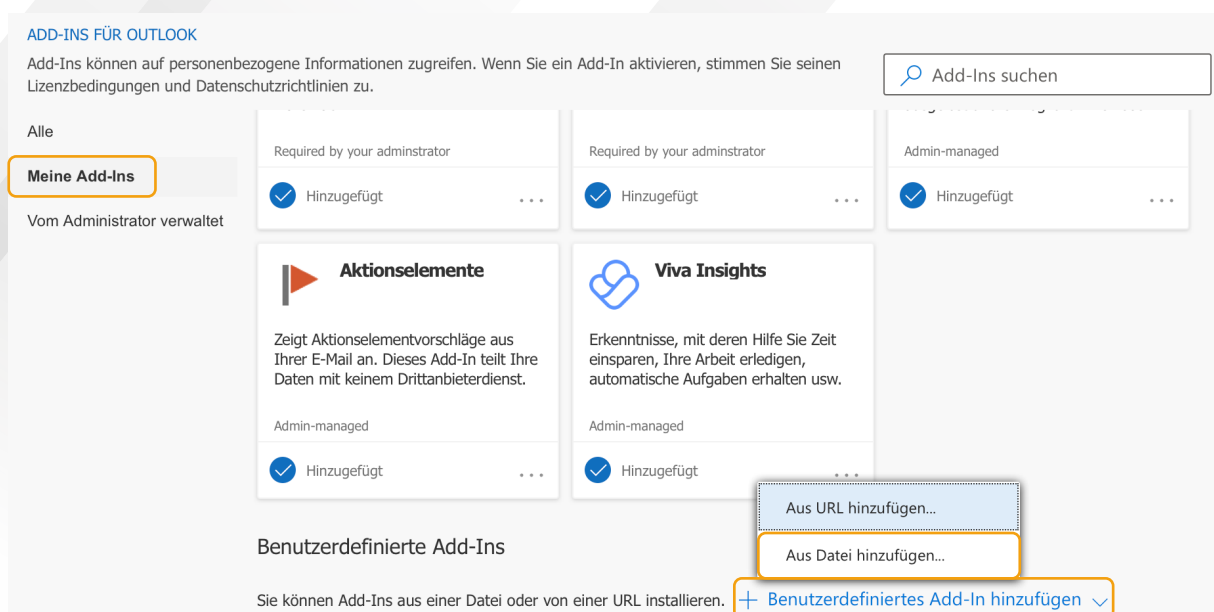 ADD-INS FÜR OUTLOOK
Add-Ins können auf personenbezogene Informationen zugreifen. Wenn Sie ein Add-In aktivieren, stimmen Sie seinen
Lizenzbedingungen und Datenschutzrichtlinien zu.
Add-Ins suchen
Alle
Meine Add-Ins
Vom Administrator verwaltet
Required by your adminstrator
Required by your adminstrator
Admin-managed
Hinzugefügt
...
Hinzugefügt
...
Hinzugefügt
...
Aktionselemente
Zeigt Aktionselementvorschläge aus
Ihrer E-Mail an. Dieses Add-In teilt Ihre
Daten mit keinem Drittanbieterdienst.
Admin-managed
Hinzugefügt
...
Viva Insights
Erkenntnisse, mit deren Hilfe Sie Zeit
einsparen, Ihre Arbeit erledigen,
automatische Aufgaben erhalten usw.
Admin-managed
Hinzugefügt
...
Aus URL hinzufügen...
Aus Datei hinzufügen...
Benutzerdefinierte Add-Ins
Sie können Add-Ins aus einer Datei oder von einer URL installieren.
+ Benutzerdefiniertes Add-In hinzufügen